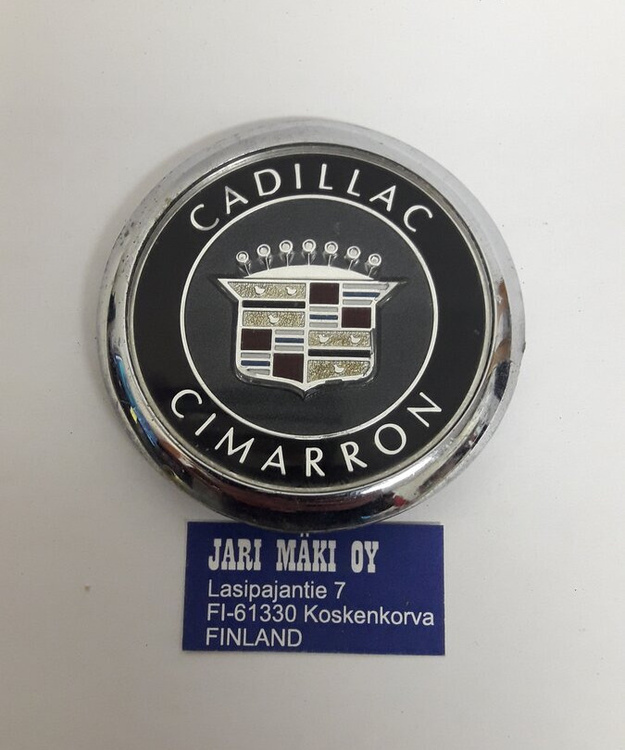 CADILLAC
CIMARRON
JARI MÄKI OY
Lasipajantie 7
FI-61330 Koskenkorva
FINLAND